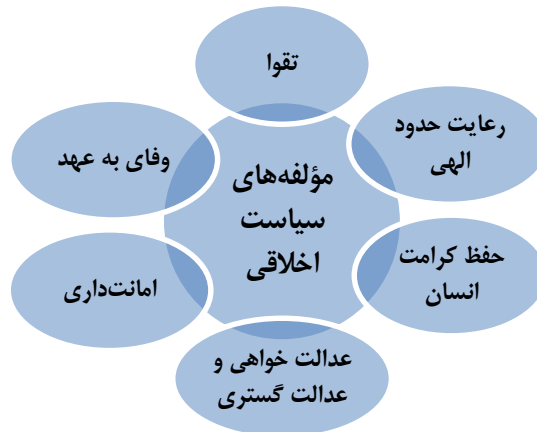 تقوا
رعایت حدود
الهی
حفظ کرامت
انسان
عدالت خواهی و
عدالت گستری
امانت‌داری
وفای به عهد
مؤلفه‌های
سیاست
اخلاقی